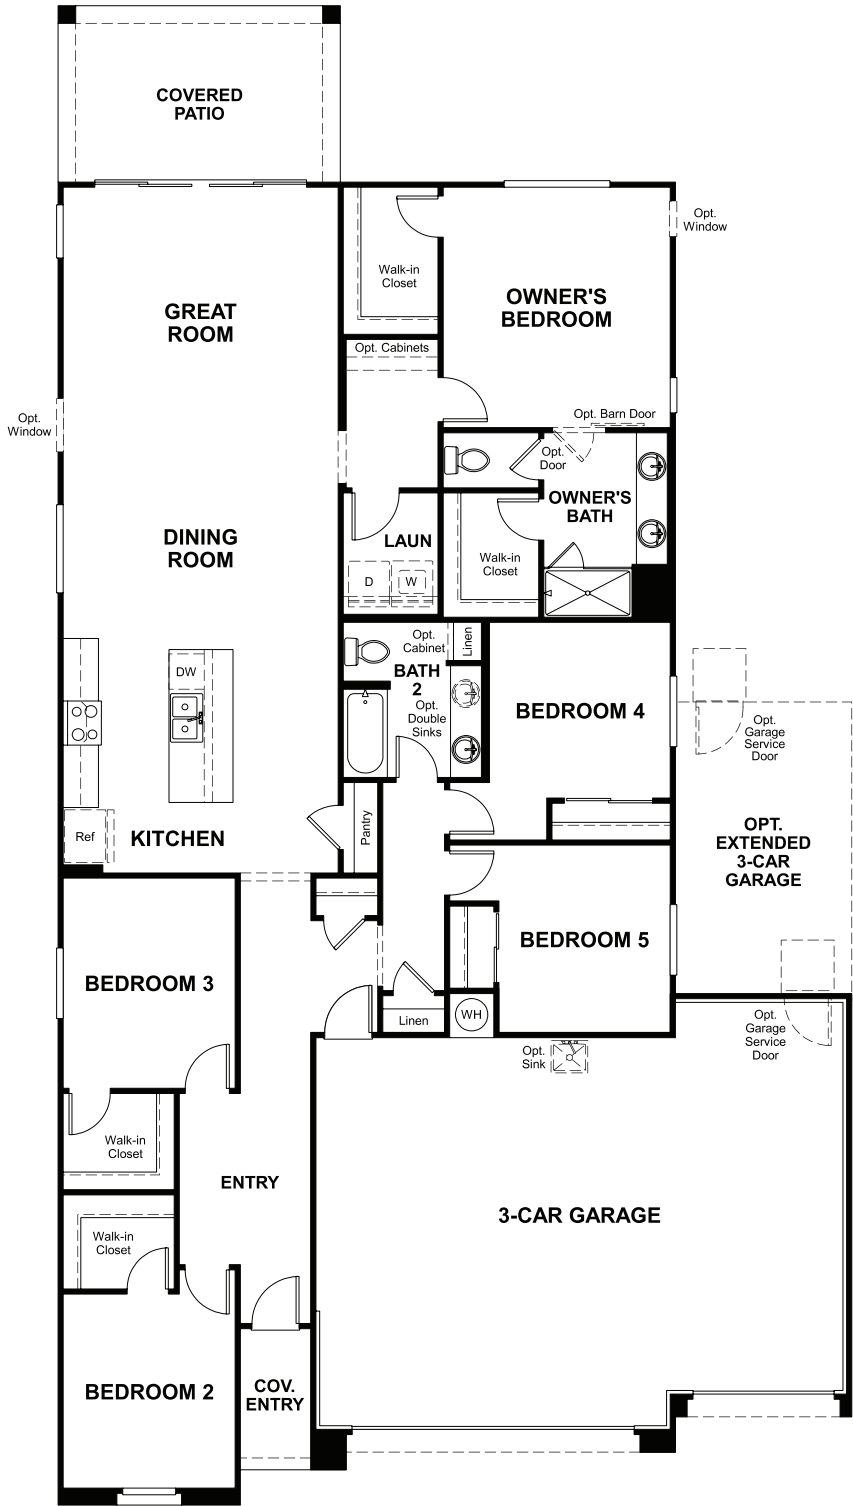 COVERED
PATIO
Opt.
Window
Walk-in
Closet
GREAT
ROOM
OWNER'S
BEDROOM
Opt. Cabinets
Opt.
Window
Opt. Barn Door
Opt.
Door
OWNER'S
BATH
DINING
ROOM
LAUN
Walk-in
Closet
D
W
Opt.
Cabinet
Linen
DW
BATH
2
Opt.
Double
Sinks
BEDROOM 4
Opt.
Garage
Service
Door
Ref
KITCHEN
Pantry
OPT.
EXTENDED
3-CAR
GARAGE
BEDROOM 3
BEDROOM 5
Linen
WH
Opt.
Sink
Opt.
Garage
Service
Door
Walk-in
Closet
ENTRY
3-CAR GARAGE
Walk-in
Closet
BEDROOM 2
COV.
ENTRY